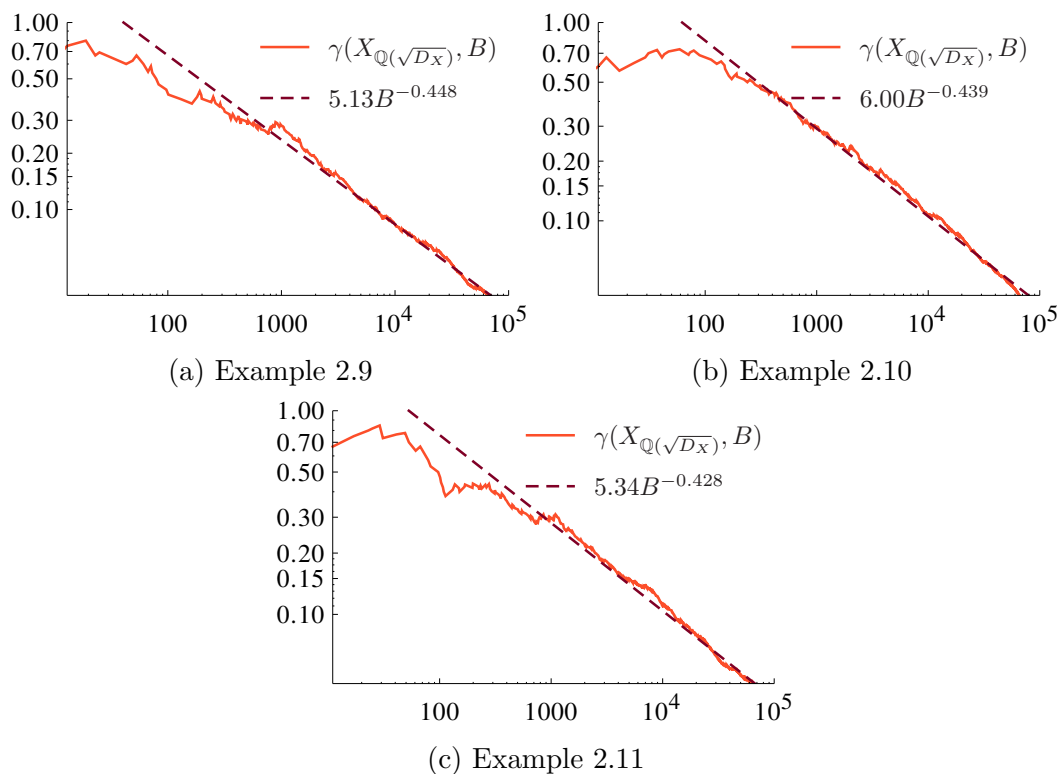 1.00
0.70
0.50
0.30
0.20
0.15
0.10
γ(X_{ℚ(√D_X)}, B)
5.13B^{−0.448}
100 1000 10^4 10^5
(a) Example 2.9
1.00
0.70
0.50
0.30
0.20
0.15
0.10
γ(X_{ℚ(√D_X)}, B)
6.00B^{−0.439}
100 1000 10^4 10^5
(b) Example 2.10
1.00
0.70
0.50
0.30
0.20
0.15
0.10
γ(X_{ℚ(√D_X)}, B)
5.34B^{−0.428}
100 1000 10^4 10^5
(c) Example 2.11